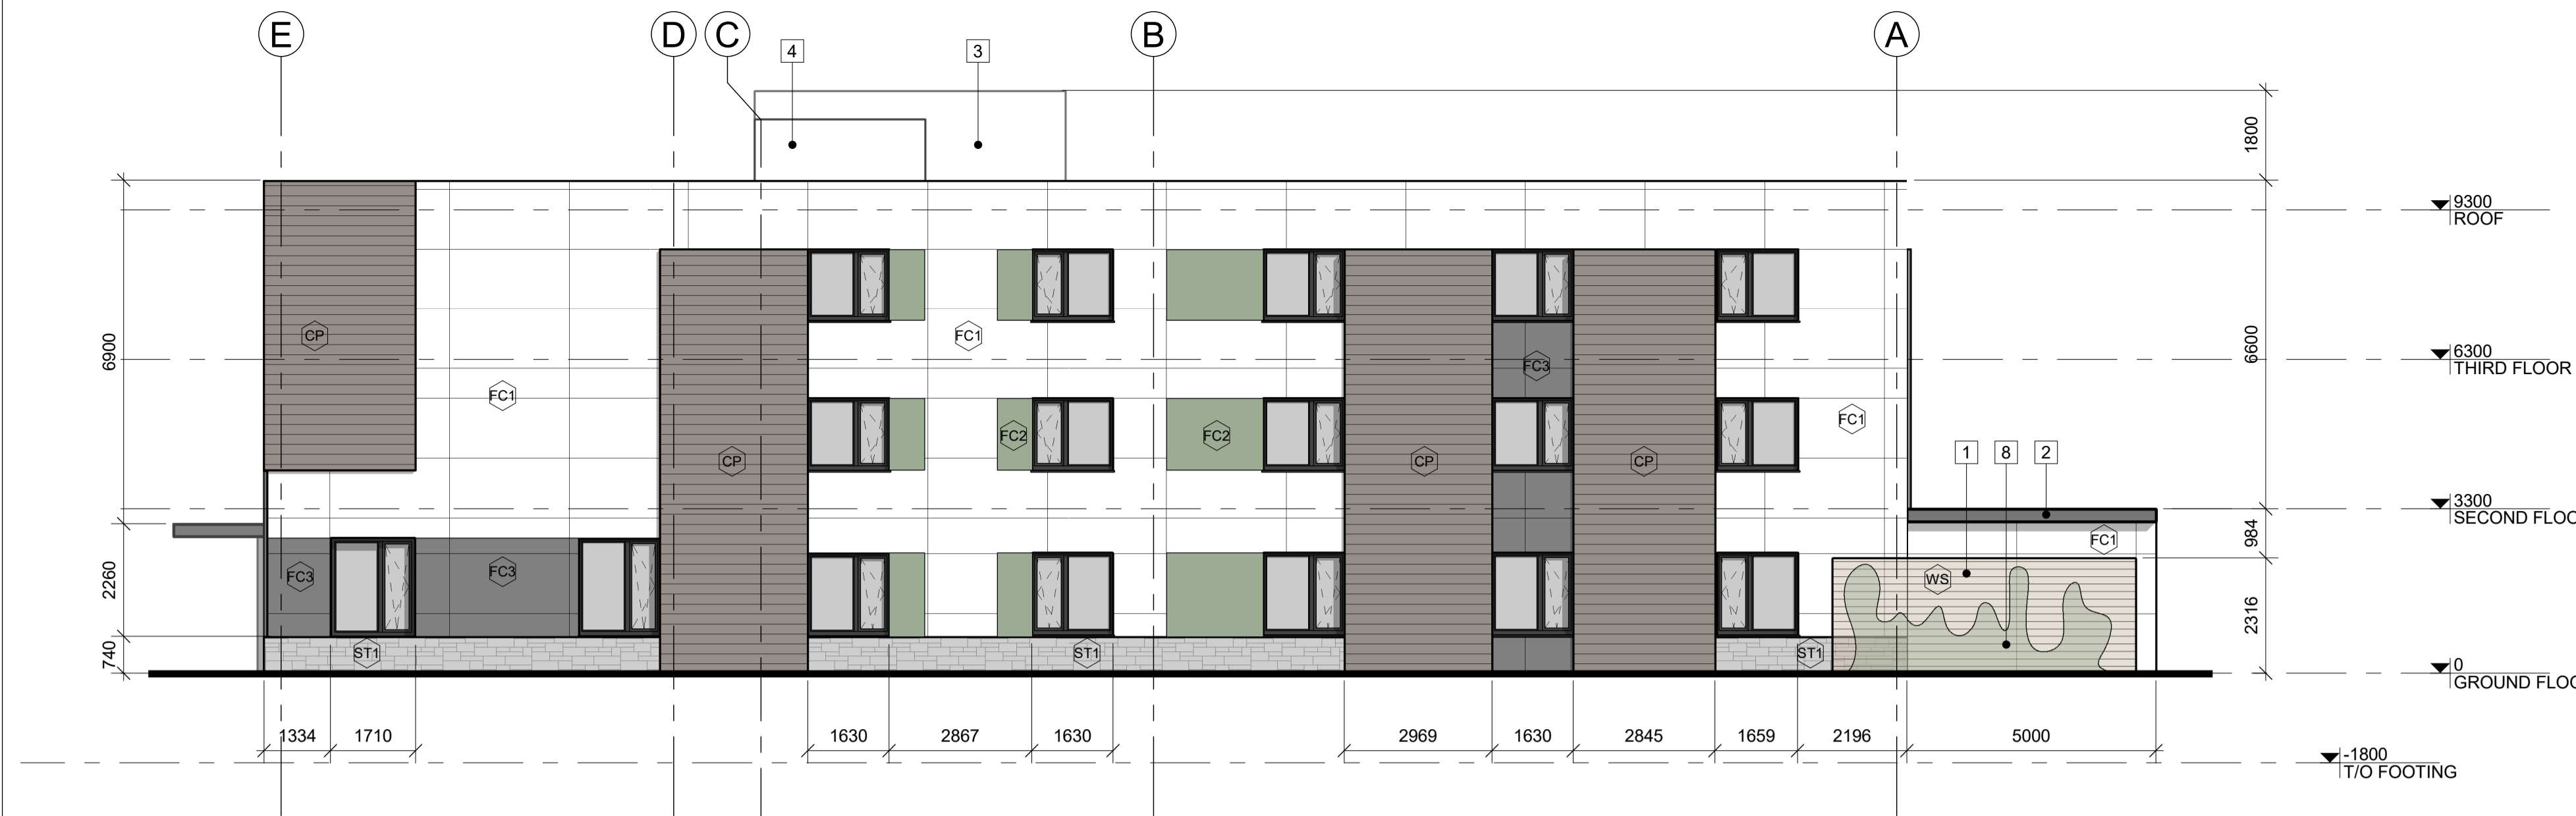 E
D
C
B
A
4
3
1800
9300
ROOF
CP
FC1
FC3
6900
6600
6300
THIRD FLOOR
FC1
FC1
FC2
FC2
CP
CP
CP
1
8
2
3300
SECOND FLOO
984
FC1
FC3
FC3
WS
2260
2316
740
ST1
ST1
ST1
0
GROUND FLOO
1334
1710
1630
2867
1630
2969
1630
2845
1659
2196
5000
-1800
T/O FOOTING